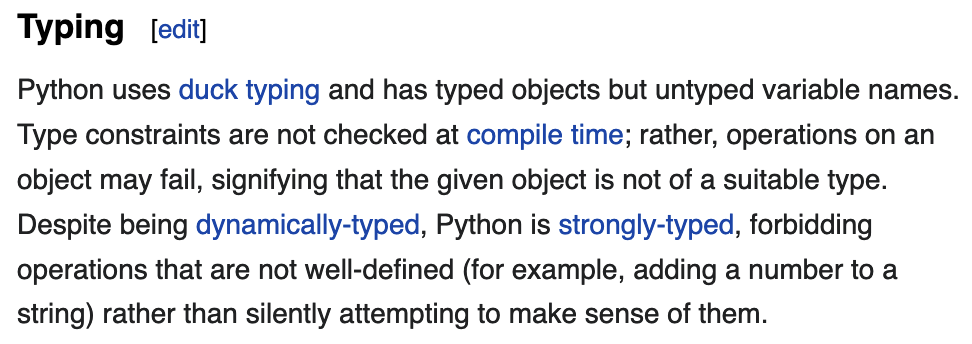 Typing [edit]
Python uses duck typing and has typed objects but untyped variable names.
Type constraints are not checked at compile time; rather, operations on an
object may fail, signifying that the given object is not of a suitable type.
Despite being dynamically-typed, Python is strongly-typed, forbidding
operations that are not well-defined (for example, adding a number to a
string) rather than silently attempting to make sense of them.